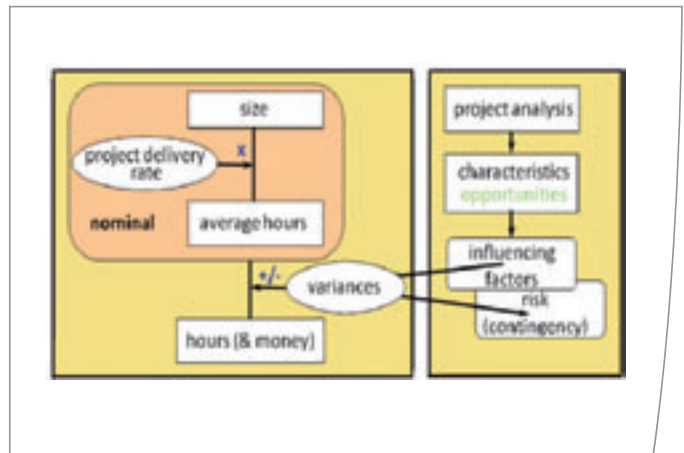 size
project delivery
rate
x
nominal
average hours
+/-
variances
hours (& money)
project analysis
characteristics
opportunities
influencing
factors
risk
(contingency)